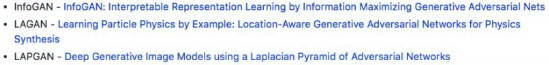 • InfoGAN - InfoGAN: Interpretable Representation Learning by Information Maximizing Generative Adversarial Nets
• LAGAN - Learning Particle Physics by Example: Location-Aware Generative Adversarial Networks for Physics
Synthesis
• LAPGAN - Deep Generative Image Models using a Laplacian Pyramid of Adversarial Networks